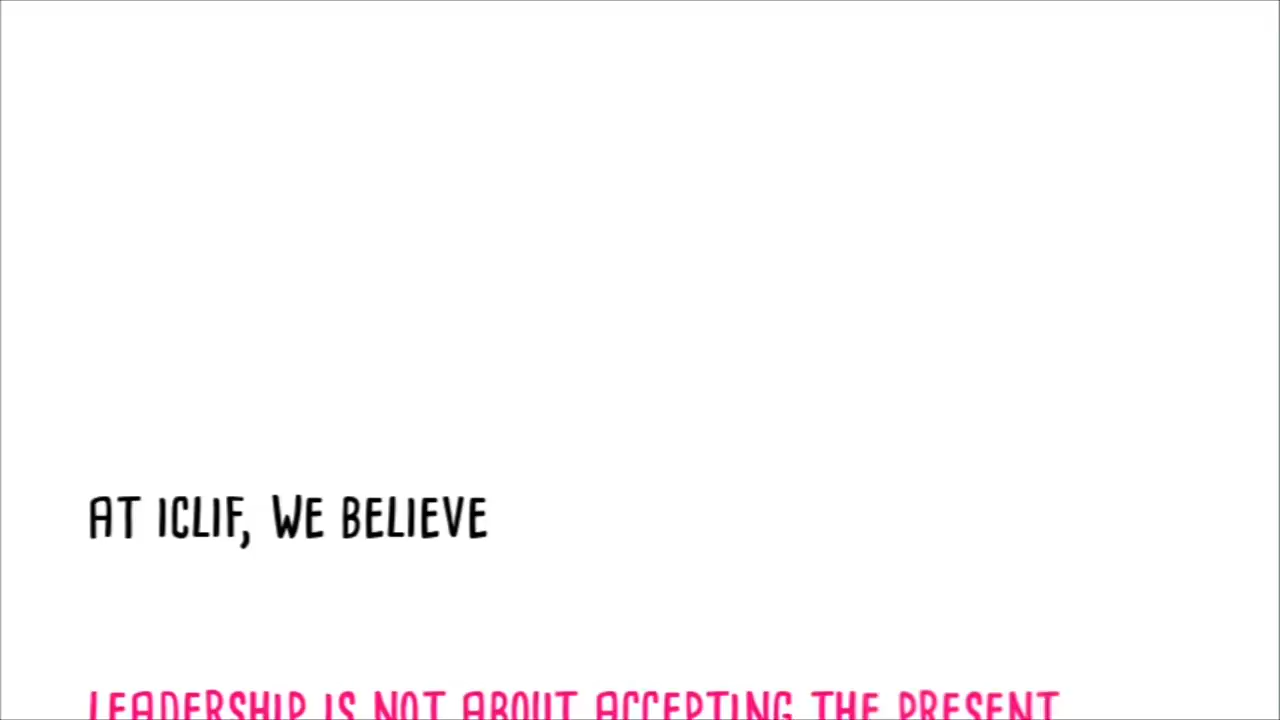 AT ICLIF, WE BELIEVE
LEADERSHIP IS NOT ABOUT ACCEPTING THE PRESENT